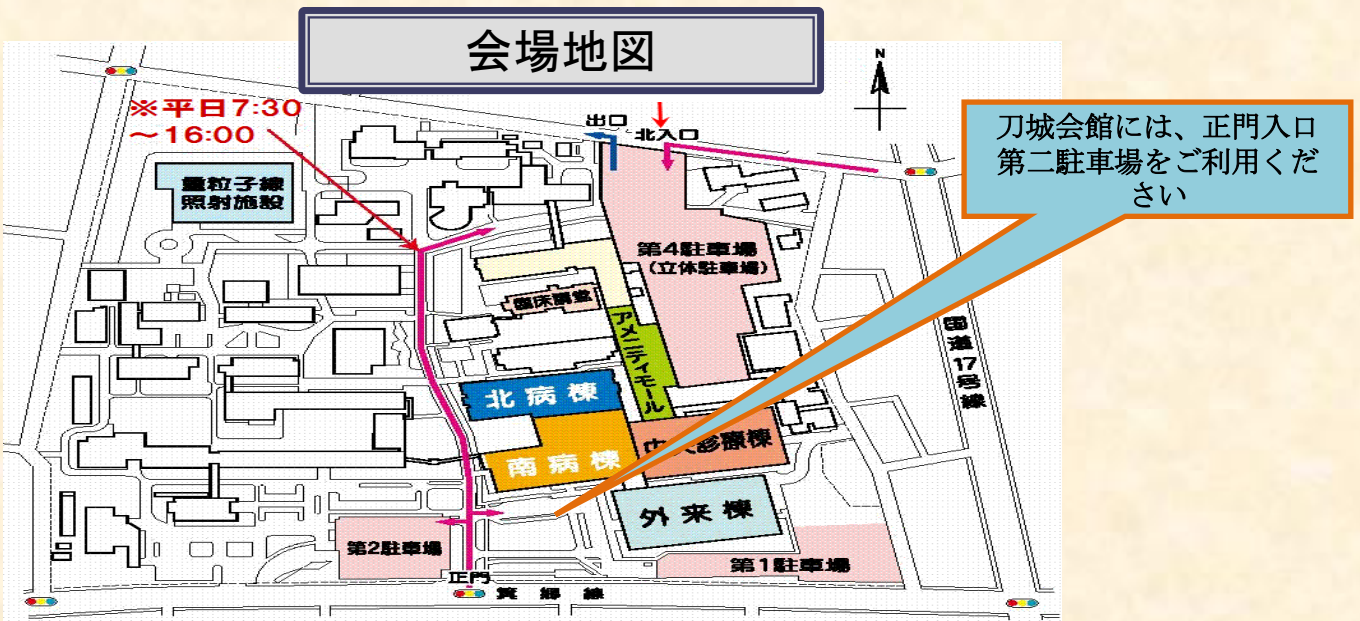 会場地図
N
※平日7:30
～16:00
出口
北入口
刀城会館には、正門入口
第二駐車場をご利用くだ
さい
重粒子線
照射施設
第4駐車場
（立体駐車場）
臨床講堂
アメニティモール
国道17号線
北病棟
南病棟
中央診療棟
外来棟
第2駐車場
第1駐車場
正門
箕郷線